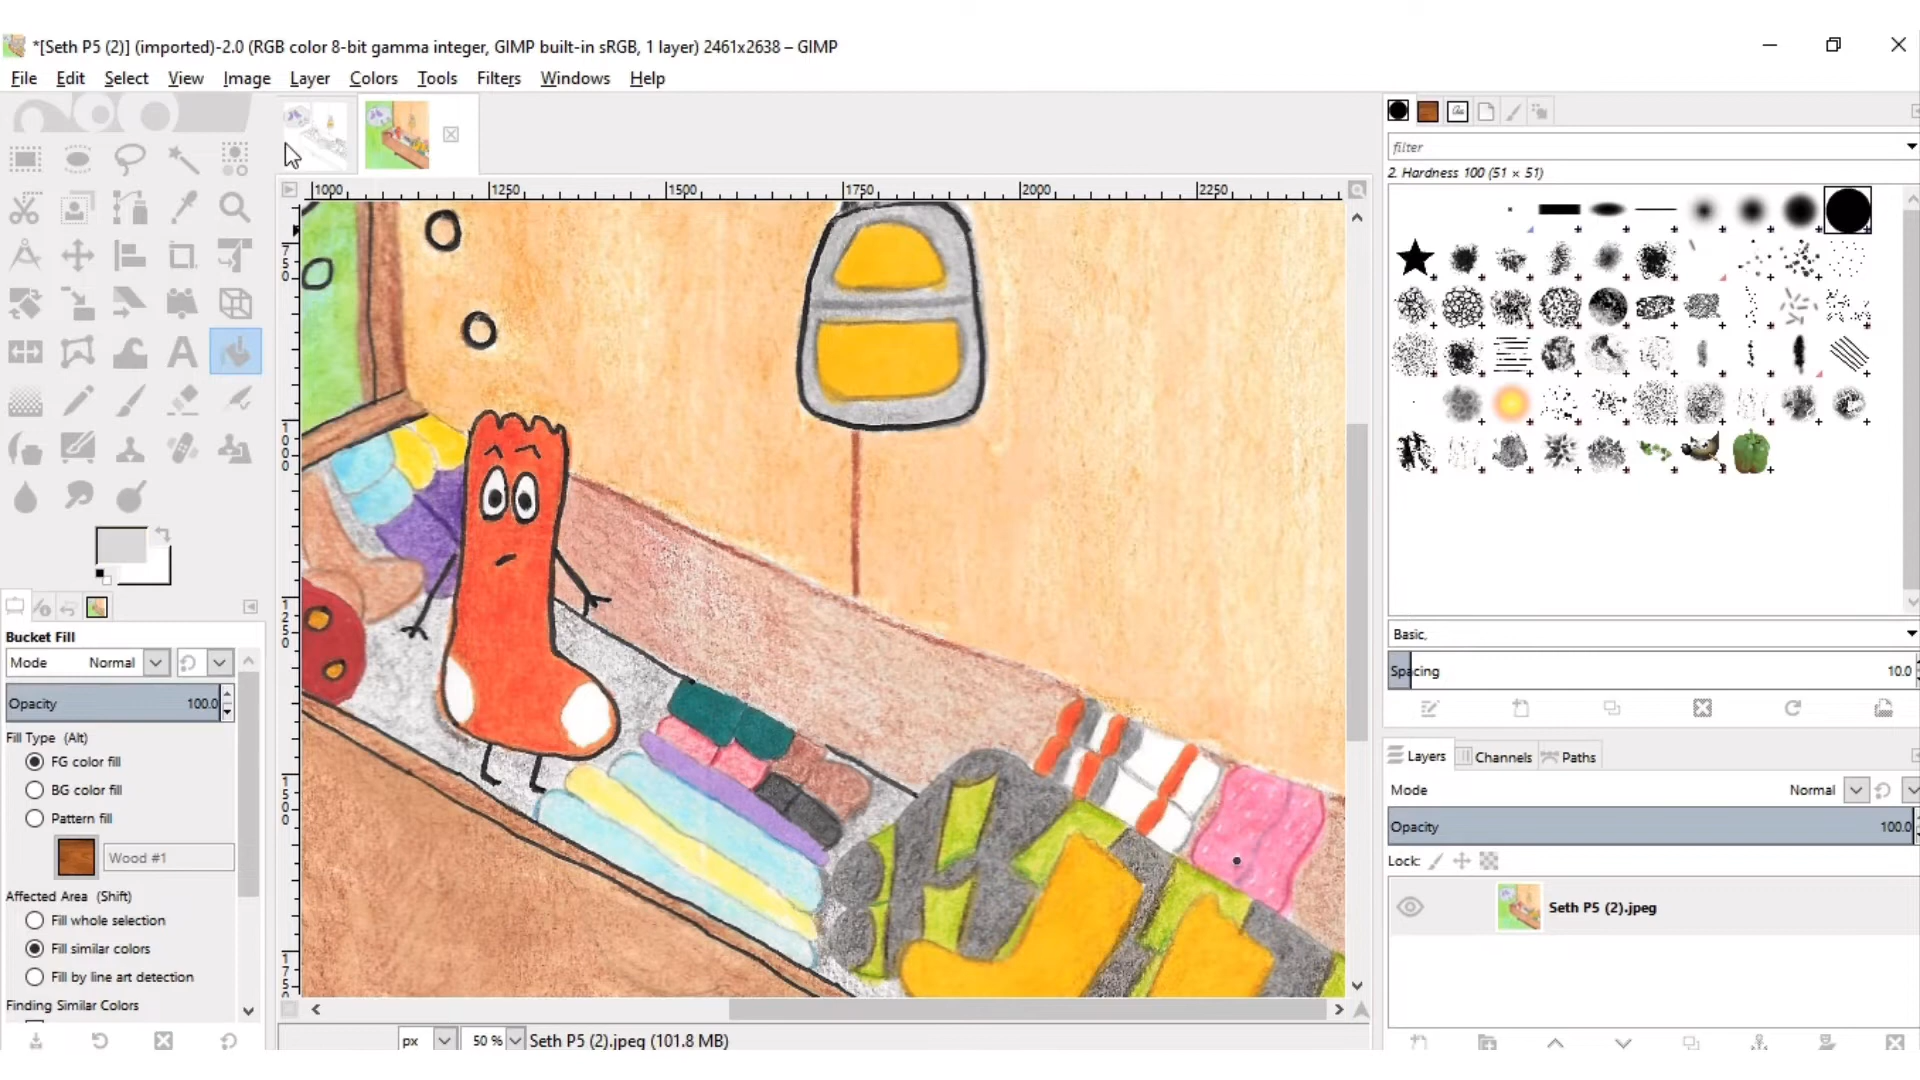 *[Seth P5 (2)] (imported)-2.0 (RGB color 8-bit gamma integer, GIMP built-in sRGB, 1 layer) 2461x2638 – GIMP
File Edit Select View Image Layer Colors Tools Filters Windows Help
filter
2. Hardness 100 (51 × 51)
1000 1250 1500 1750 2000 2250
750
1000
1250
1500
1750
Bucket Fill
Mode Normal
Opacity 100.0
Fill Type (Alt)
FG color fill
BG color fill
Pattern fill
Wood #1
Affected Area (Shift)
Fill whole selection
Fill similar colors
Fill by line art detection
Finding Similar Colors
px 50 % Seth P5 (2).jpeg (101.8 MB)
Basic,
Spacing 10.0
Layers Channels Paths
Mode Normal
Opacity 100.0
Lock:
Seth P5 (2).jpeg